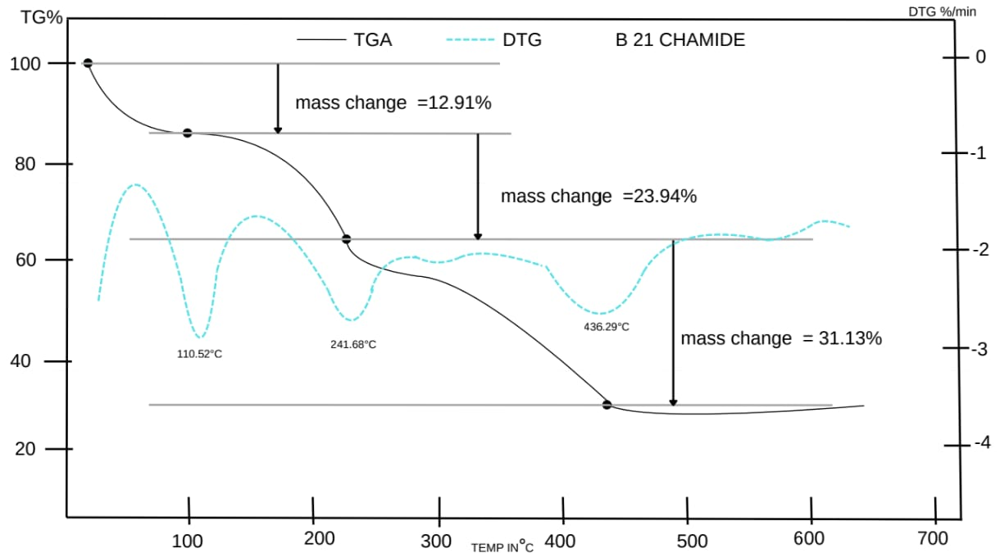 TG%
DTG %/min
TGA
DTG
B 21 CHAMIDE
100
0
mass change =12.91%
80
-1
mass change =23.94%
60
-2
436.29°C
110.52°C
241.68°C
mass change = 31.13%
40
-3
20
-4
100
200
300
TEMP IN°C
400
500
600
700